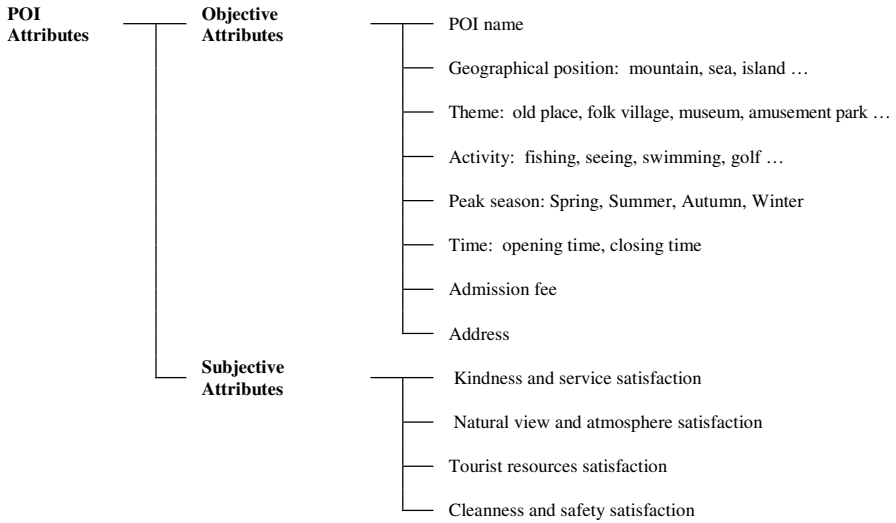 POI
Attributes
Objective
Attributes
POI name
Geographical position:  mountain, sea, island …
Theme:  old place, folk village, museum, amusement park …
Activity:  fishing, seeing, swimming, golf …
Peak season: Spring, Summer, Autumn, Winter
Time:  opening time, closing time
Admission fee
Address
Subjective
Attributes
Kindness and service satisfaction
Natural view and atmosphere satisfaction
Tourist resources satisfaction
Cleanness and safety satisfaction